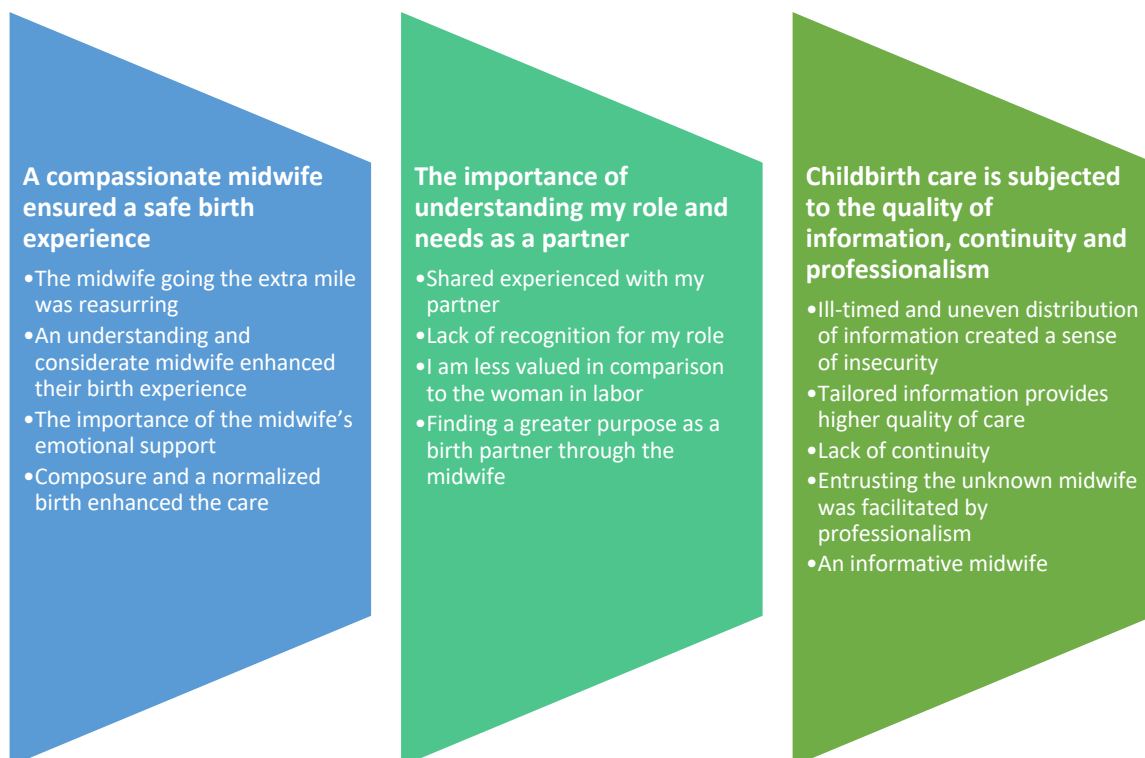 A compassionate midwife
ensured a safe birth
experience
•The midwife going the extra mile
was reasurring
•An understanding and
considerate midwife enhanced
their birth experience
•The importance of the midwife’s
emotional support
•Composure and a normalized
birth enhanced the care
The importance of
understanding my role and
needs as a partner
•Shared experienced with my
partner
•Lack of recognition for my role
•I am less valued in comparison
to the woman in labor
•Finding a greater purpose as a
birth partner through the
midwife
Childbirth care is subjected
to the quality of
information, continuity and
professionalism
•Ill-timed and uneven distribution
of information created a sense
of insecurity
•Tailored information provides
higher quality of care
•Lack of continuity
•Entrusting the unknown midwife
was facilitated by
professionalism
•An informative midwife